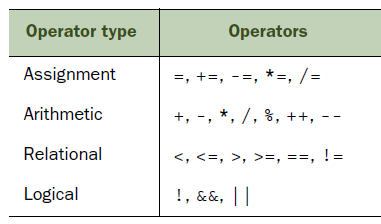 Operator type Operators
Assignment =, +=, -=, *=, /=
Arithmetic +, -, *, /, %, ++, --
Relational <, <=, >, >=, ==, !=
Logical !, &&, ||